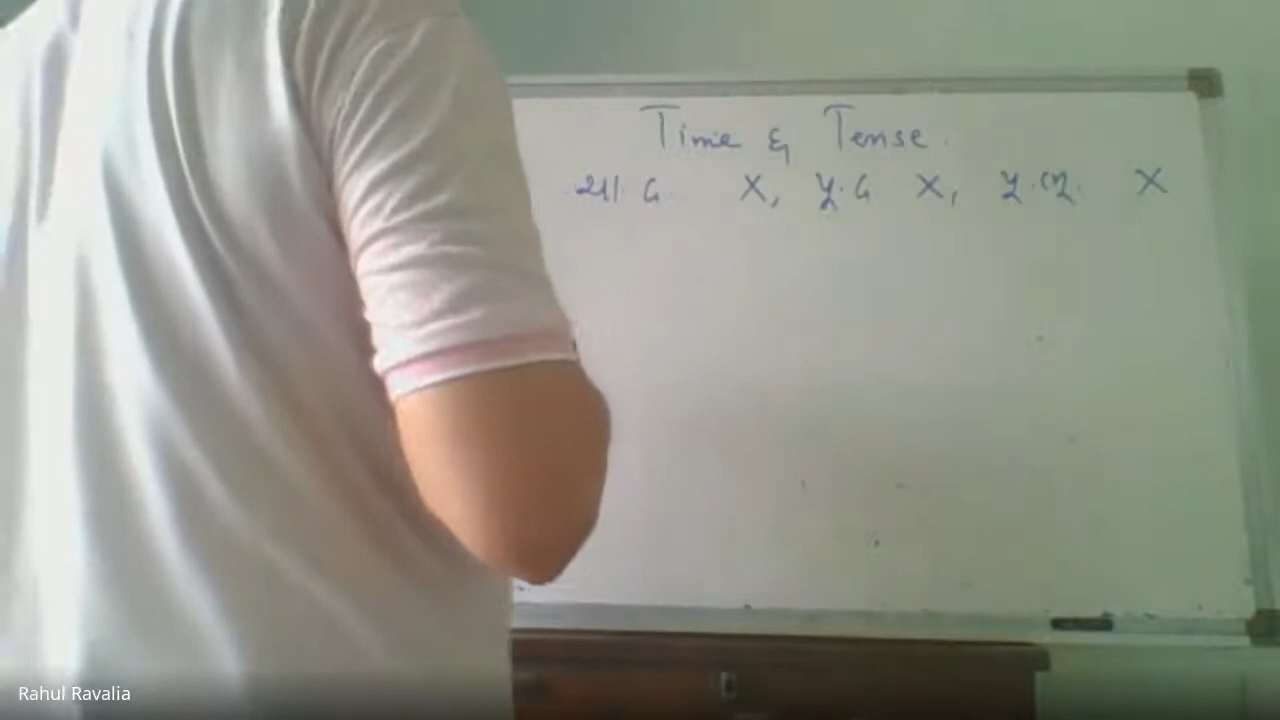 Time & Tense.
સા. વ. X, પૂ. વ X, પૂ. ભૂ. X
Rahul Ravalia